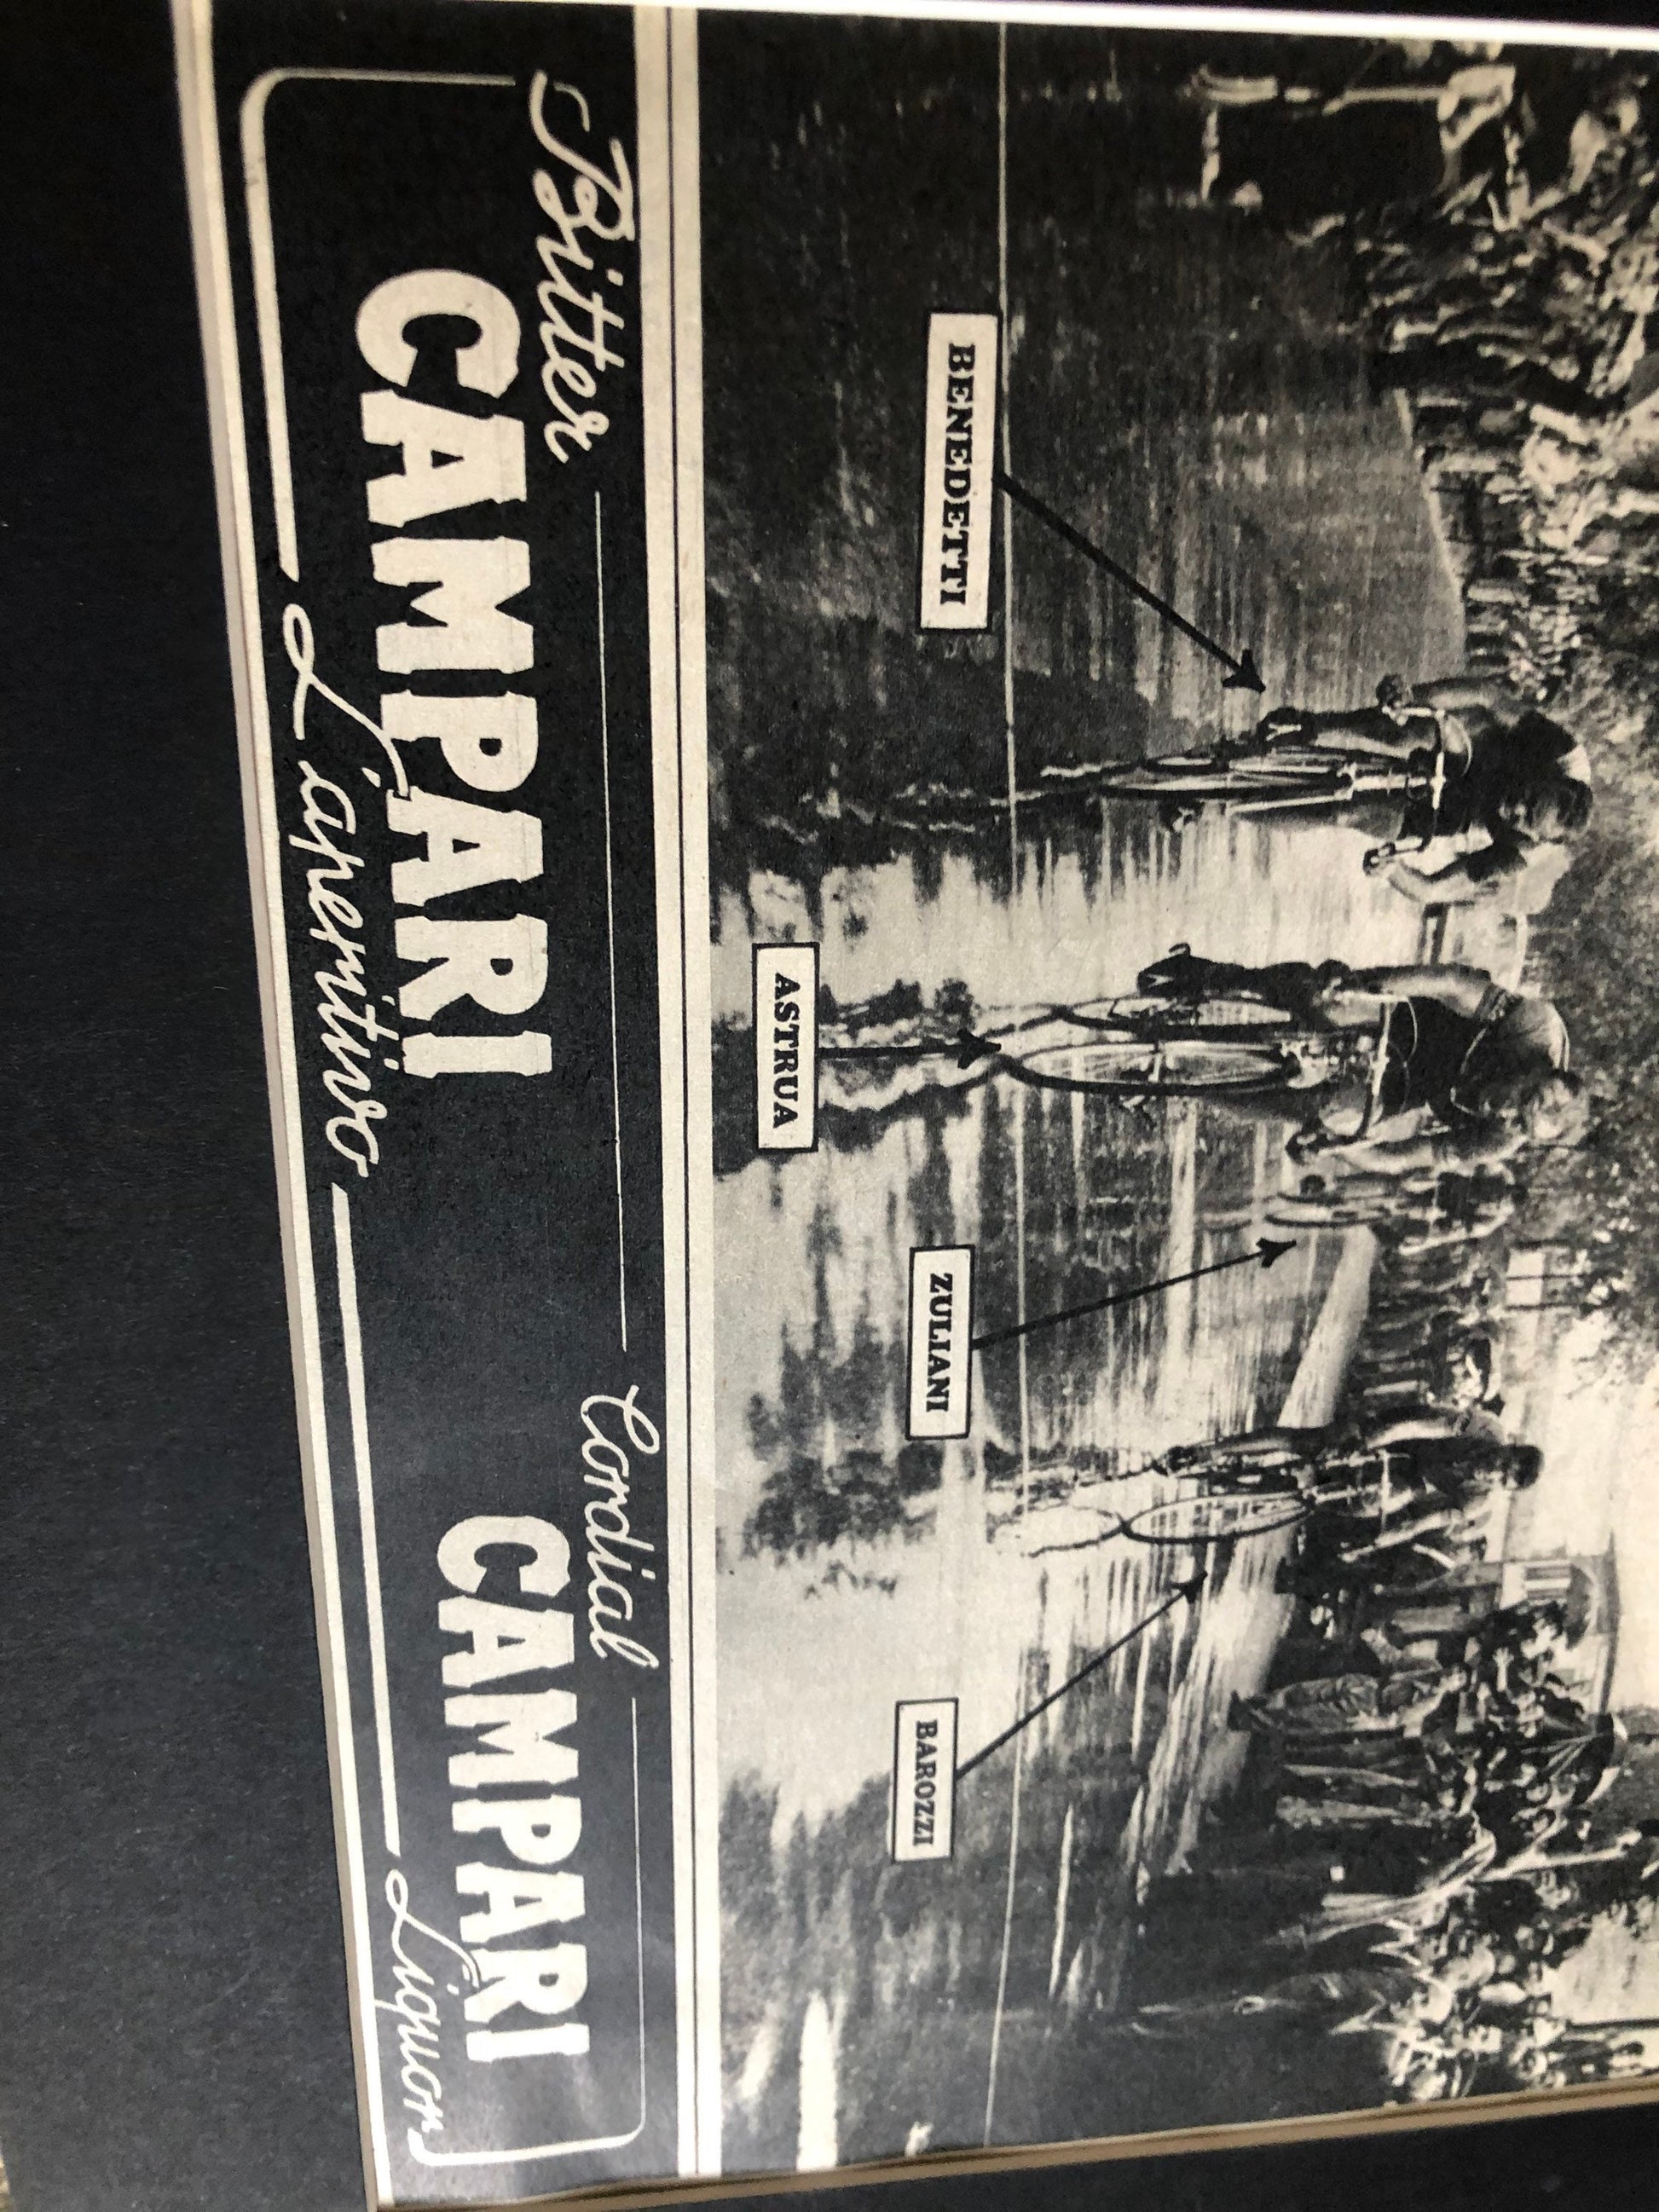 BENEDETTI
ASTRUA
ZULIANI
BAROZZI
Bitter
CAMPARI
L'aperitivo
Cordial
CAMPARI
Liquor